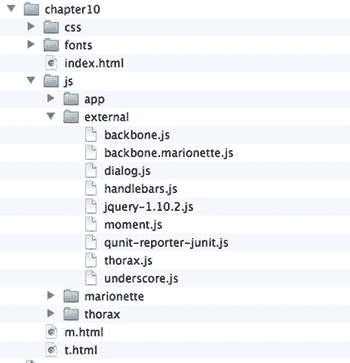 chapter10
css
fonts
index.html
js
app
external
backbone.js
backbone.marionette.js
dialog.js
handlebars.js
jquery-1.10.2.js
moment.js
qunit-reporter-junit.js
thorax.js
underscore.js
marionette
thorax
m.html
t.html